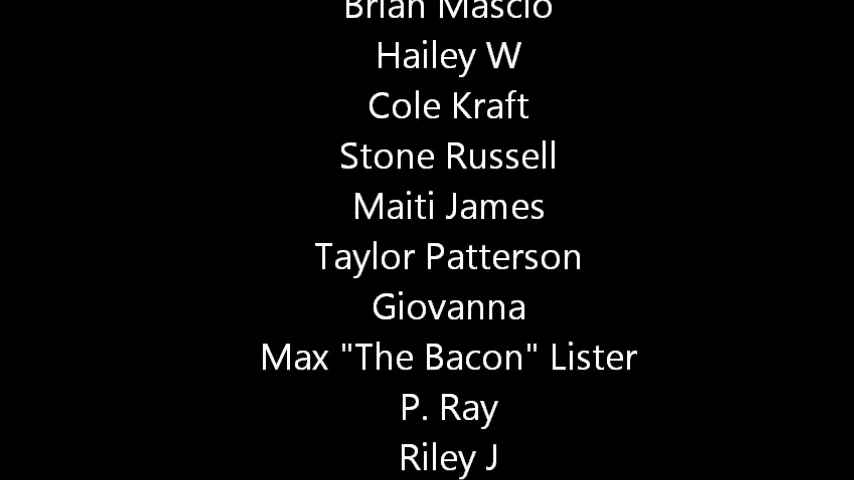 Brian Mascio
Hailey W
Cole Kraft
Stone Russell
Maiti James
Taylor Patterson
Giovanna
Max "The Bacon" Lister
P. Ray
Riley J